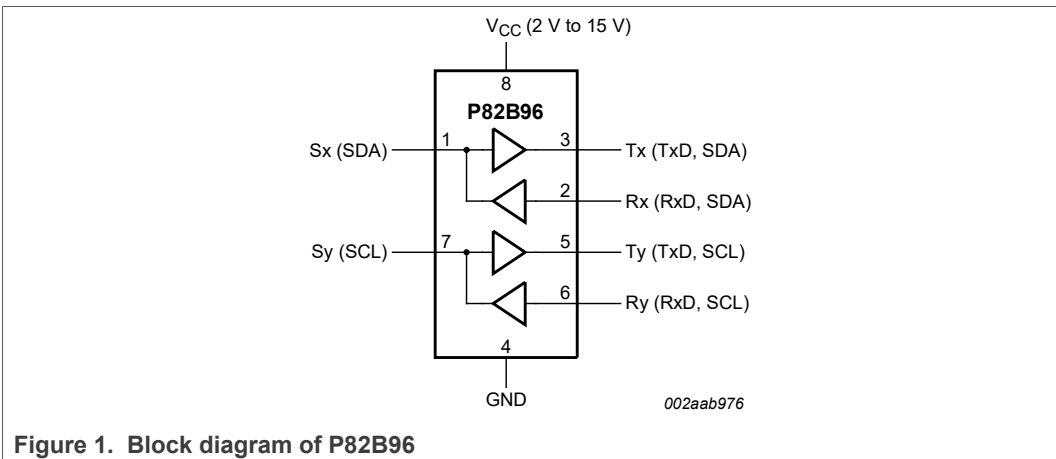 VCC (2 V to 15 V)
8
P82B96
Sx (SDA) 1 3 Tx (TxD, SDA)
2 Rx (RxD, SDA)
Sy (SCL) 7 5 Ty (TxD, SCL)
6 Ry (RxD, SCL)
4
GND
002aab976
Figure 1. Block diagram of P82B96